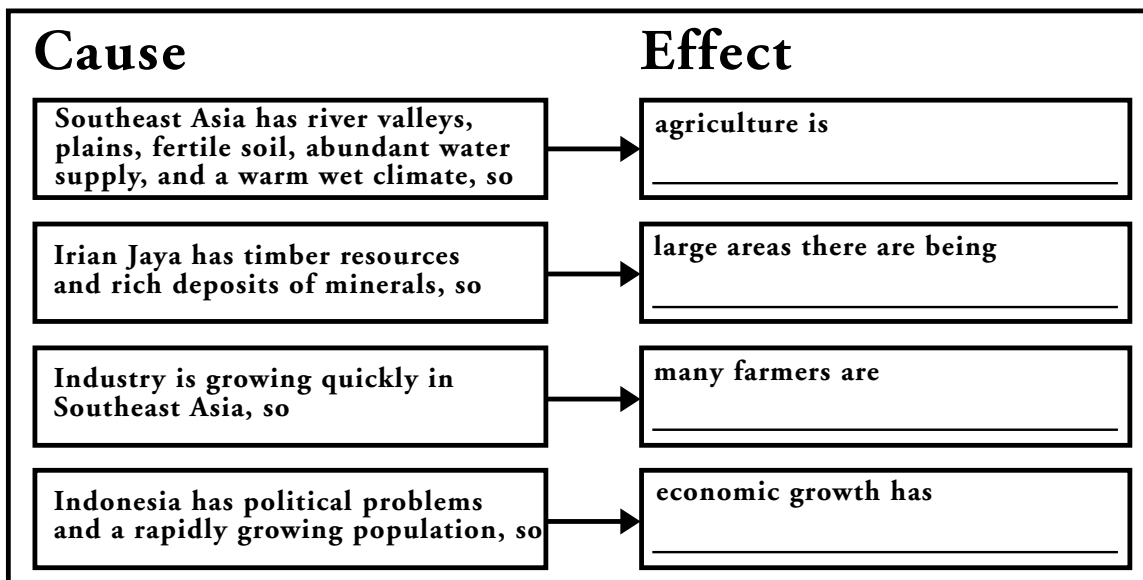 Cause
Effect
Southeast Asia has river valleys,
plains, fertile soil, abundant water
supply, and a warm wet climate, so
agriculture is
Irian Jaya has timber resources
and rich deposits of minerals, so
large areas there are being
Industry is growing quickly in
Southeast Asia, so
many farmers are
Indonesia has political problems
and a rapidly growing population, so
economic growth has